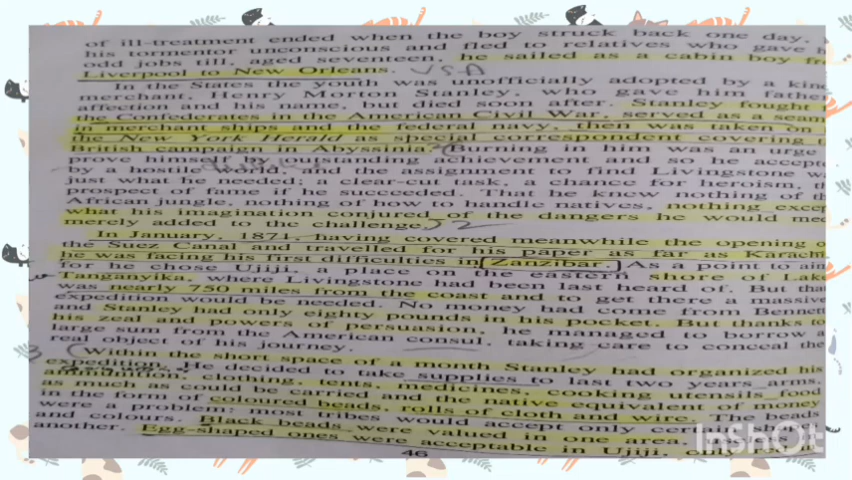 of ill-treatment ended when the boy struck back one day,
his tormentor unconscious and fled to relatives who gave
odd jobs till, aged seventeen, he sailed as a cabin boy
Liverpool to New Orleans. USA
In the States the youth was unofficially adopted by a kind
merchant, Henry Morton Stanley, who gave him
affection and his name, but died soon after. Stanley fought
the Confederates in the American Civil War, served as a
in merchant ships and the federal navy, then was taken on
the New York Herald as special correspondent covering
British campaign in Abyssinia. Burning in him was an urge
prove himself by outstanding achievement and so he
by a hostile world, and the assignment to find Livingstone
just what he needed; a clear-cut task, a chance for heroism,
prospect of fame if he succeeded. That he knew nothing of
African jungle, nothing of how to handle natives, nothing
what his imagination conjured of the dangers he would
merely added to the challenge. 52
In January, 1871, having covered meanwhile the opening
the Suez Canal and travelled for his paper as far as Karachi
he was facing his first difficulties in Zanzibar. As a point to aim
for he chose Ujiji, a place on the eastern shore of Lake
Tanganyika, where Livingstone had been last heard of. But
was nearly 750 miles from the coast and to get there a massive
expedition would be needed. No money had come from Bennett
and Stanley had only eighty pounds in his pocket. But thanks to
his zeal and powers of persuasion, he managed to borrow
large sum from the American consul, taking care to conceal the
real object of his journey.
Within the short space of a month Stanley had organized his
expedition. He decided to take supplies to last two years arms,
clothing, tents, medicines, cooking utensils food
as much as could be carried and the native equivalent of money
in the form of coloured beads, rolls of cloth and wire. The beads
were a problem; most tribes would accept only certain
and colours. Black beads were valued in one area.
another. Egg-shaped ones were acceptable in Ujiji, only
46
InShOt